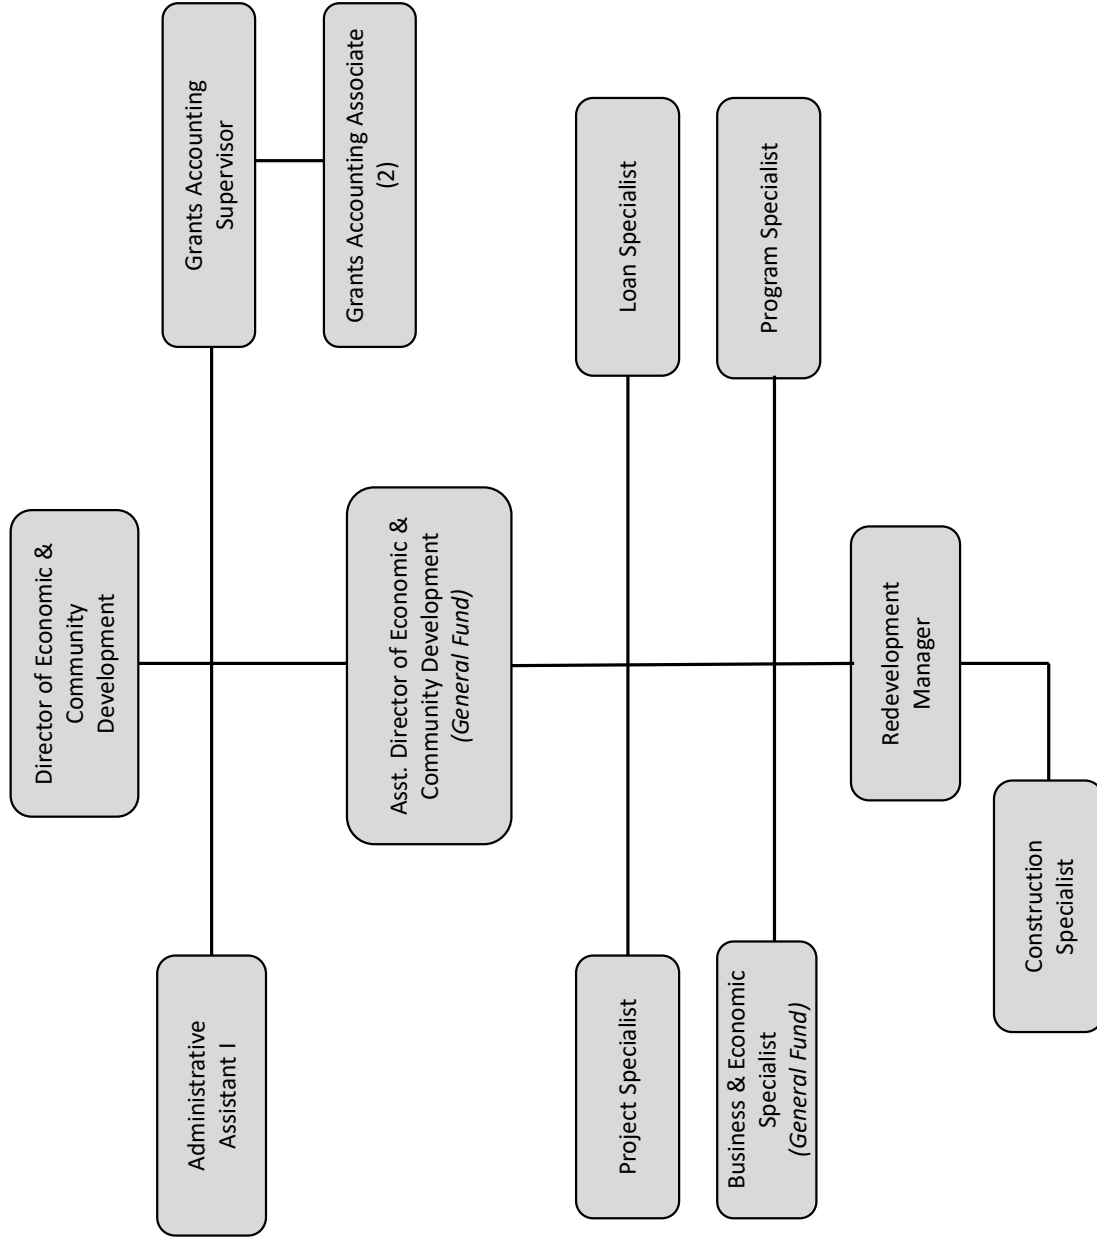 Director of Economic &
Community
Development
Administrative
Assistant I
Grants Accounting
Supervisor
Grants Accounting Associate
(2)
Asst. Director of Economic &
Community Development
(General Fund)
Project Specialist
Loan Specialist
Business & Economic
Specialist
(General Fund)
Program Specialist
Redevelopment
Manager
Construction
Specialist